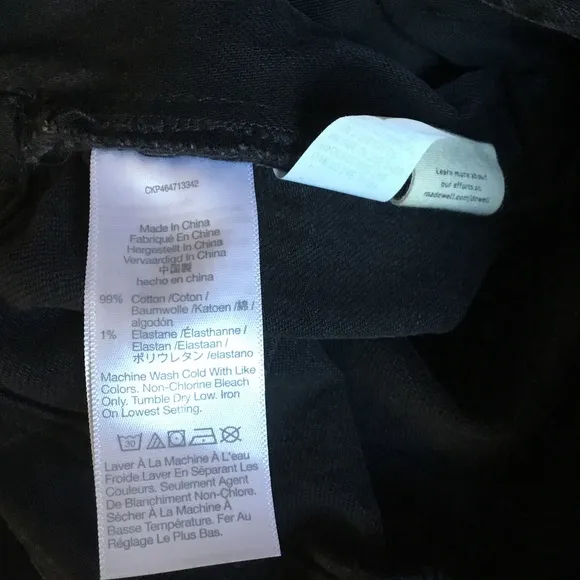 CKP464713342
Made In China
Fabriqué En Chine
Hergestellt In China
Vervaardigd In China
中国製
hecho en china
99% Cotton /Coton /
Baumwolle /Katoen /綿 /
algodón
1% Elastane /Élasthanne /
Elastan /Elastaan /
ポリウレタン /elastano
Machine Wash Cold With Like
Colors. Non-Chlorine Bleach
Only. Tumble Dry Low. Iron
On Lowest Setting.
30
Laver À La Machine À L'eau
Froide.Laver En Séparant Les
Couleurs. Seulement Agent
De Blanchiment Non-Chlore.
Sécher À La Machine À
Basse Température. Fer Au
Réglage Le Plus Bas.
Learn more about
our efforts at